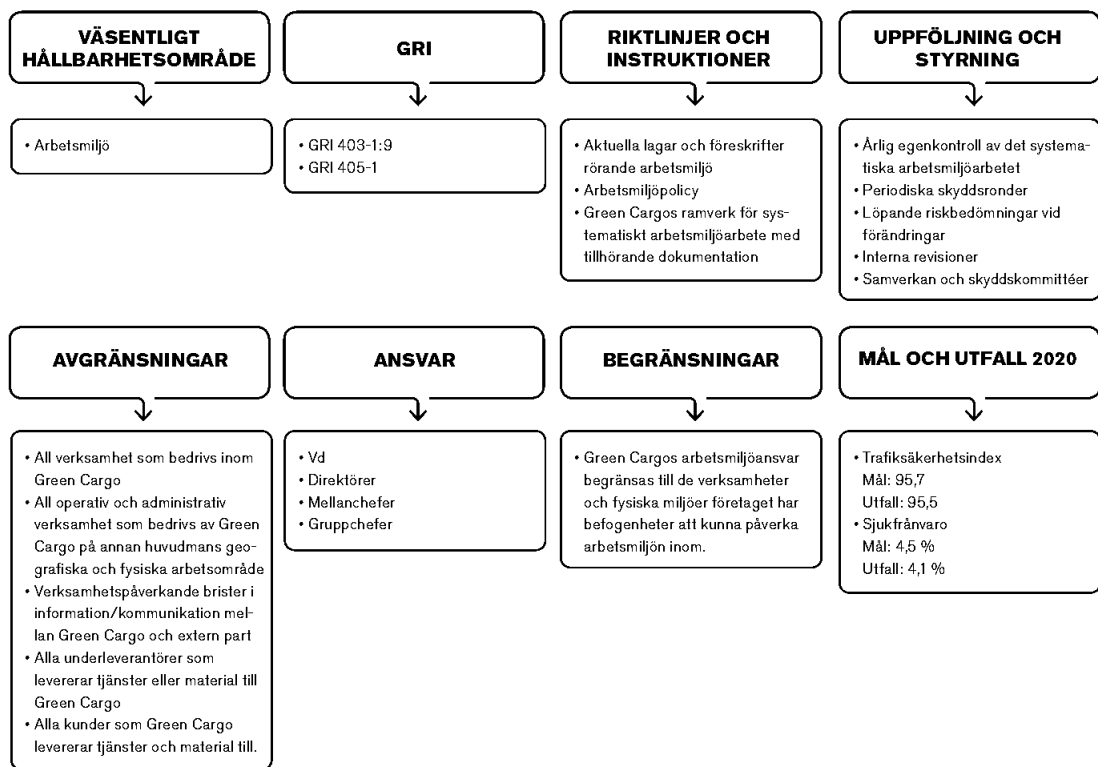 VÄSENTLIGT
HÅLLBARHETSOMRÅDE
• Arbetsmiljö
GRI
• GRI 403-1:9
• GRI 405-1
RIKTLINJER OCH
INSTRUKTIONER
• Aktuella lagar och föreskrifter
rörande arbetsmiljö
• Arbetsmiljöpolicy
• Green Cargos ramverk för sys-
tematiskt arbetsmiljöarbete med
tillhörande dokumentation
UPPFÖLJNING OCH
STYRNING
• Årlig egenkontroll av det systema-
tiska arbetsmiljöarbetet
• Periodiska skyddsronder
• Löpande riskbedömningar vid
förändringar
• Interna revisioner
• Samverkan och skyddskommittéer
AVGRÄNSNINGAR
• All verksamhet som bedrivs inom
Green Cargo
• All operativ och administrativ
verksamhet som bedrivs av Green
Cargo på annan huvudmans geo-
grafiska och fysiska arbetsområde
• Verksamhetspåverkande brister i
information/kommunikation mel-
lan Green Cargo och extern part
• Alla underleverantörer som
levererar tjänster eller material till
Green Cargo
• Alla kunder som Green Cargo
levererar tjänster och material till.
ANSVAR
• Vd
• Direktörer
• Mellanchefer
• Gruppchefer
BEGRÄNSNINGAR
• Green Cargos arbetsmiljöansvar
begränsas till de verksamheter
och fysiska miljöer företaget har
befogenheter att kunna påverka
arbetsmiljön inom.
MÅL OCH UTFALL 2020
• Trafiksäkerhetsindex
Mål: 95,7
Utfall: 95,5
• Sjukfrånvaro
Mål: 4,5 %
Utfall: 4,1 %